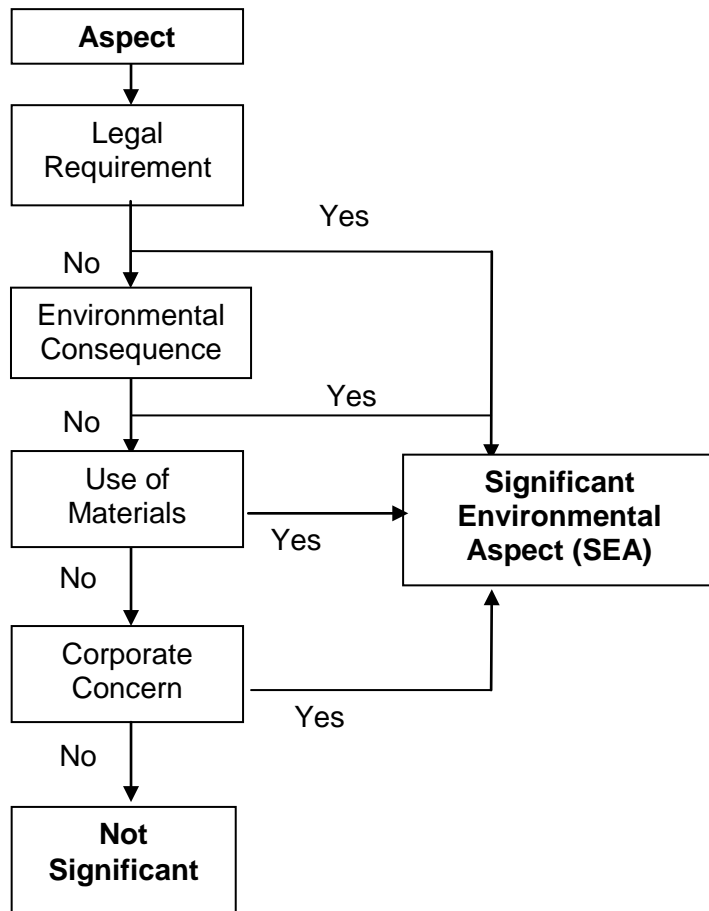 Aspect
Legal
Requirement
Yes
No
Environmental
Consequence
Yes
No
Use of
Materials
Yes
Significant
Environmental
Aspect (SEA)
No
Corporate
Concern
Yes
No
Not
Significant